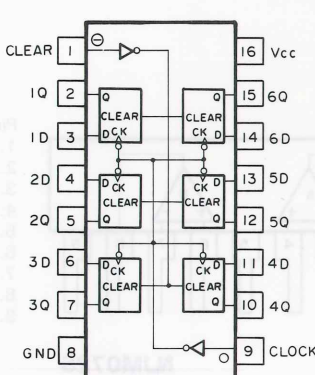 CLEAR 1 16 Vcc
1Q 2 Q Q 15 6Q
CLEAR CLEAR
1D 3 D CK CK D 14 6D
2D 4 D CK CK D 13 5D
CLEAR CLEAR
2Q 5 Q Q 12 5Q
3D 6 D CK CK D 11 4D
CLEAR CLEAR
3Q 7 Q Q 10 4Q
GND 8 9 CLOCK